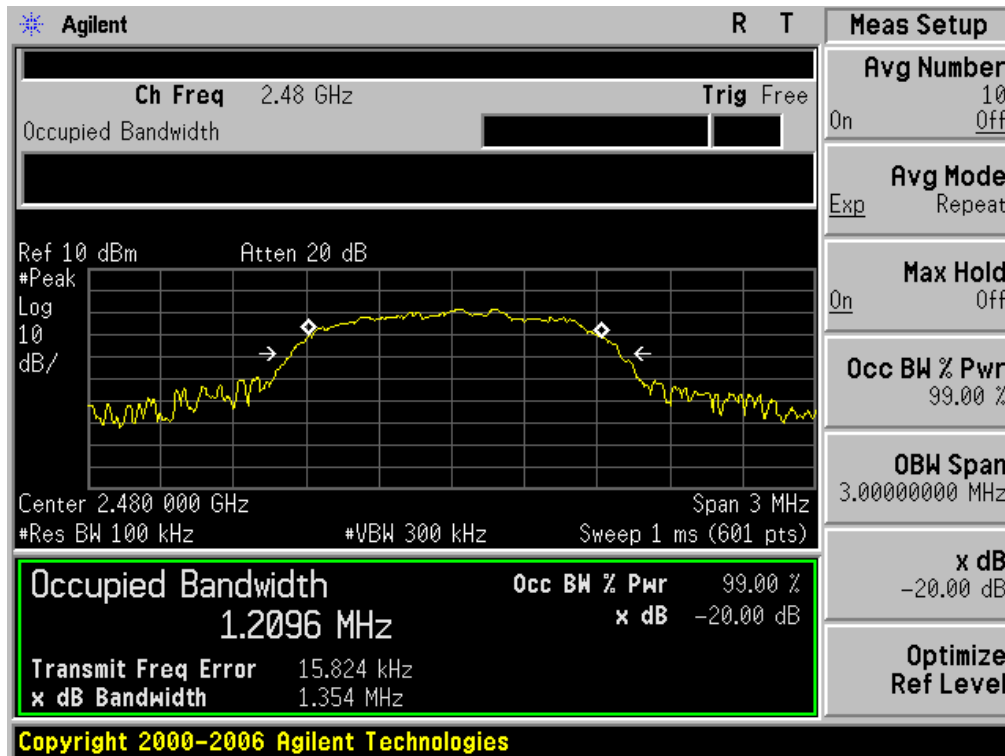 Agilent R T
Ch Freq 2.48 GHz Trig Free
Occupied Bandwidth
Ref 10 dBm Atten 20 dB
#Peak
Log
10
dB/
Center 2.480 000 GHz Span 3 MHz
#Res BW 100 kHz #VBW 300 kHz Sweep 1 ms (601 pts)
Occupied Bandwidth Occ BW % Pwr 99.00 %
1.2096 MHz x dB -20.00 dB
Transmit Freq Error 15.824 kHz
x dB Bandwidth 1.354 MHz
Copyright 2000-2006 Agilent Technologies
Meas Setup
Avg Number
10
On Off
Avg Mode
Exp Repeat
Max Hold
On Off
Occ BW % Pwr
99.00 %
OBW Span
3.00000000 MHz
x dB
-20.00 dB
Optimize
Ref Level